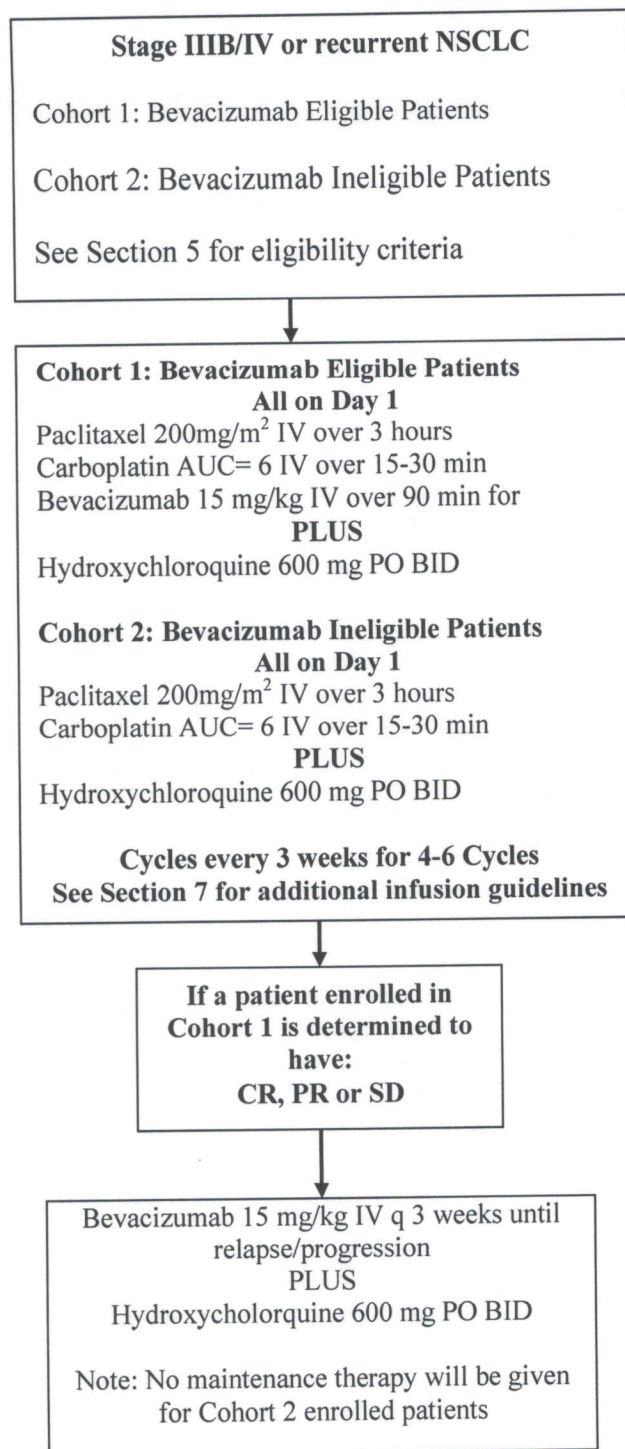 Stage IIIB/IV or recurrent NSCLC
Cohort 1: Bevacizumab Eligible Patients
Cohort 2: Bevacizumab Ineligible Patients
See Section 5 for eligibility criteria
Cohort 1: Bevacizumab Eligible Patients
All on Day 1
Paclitaxel 200mg/m² IV over 3 hours
Carboplatin AUC= 6 IV over 15-30 min
Bevacizumab 15 mg/kg IV over 90 min for
PLUS
Hydroxychloroquine 600 mg PO BID
Cohort 2: Bevacizumab Ineligible Patients
All on Day 1
Paclitaxel 200mg/m² IV over 3 hours
Carboplatin AUC= 6 IV over 15-30 min
PLUS
Hydroxychloroquine 600 mg PO BID
Cycles every 3 weeks for 4-6 Cycles
See Section 7 for additional infusion guidelines
If a patient enrolled in
Cohort 1 is determined to
have:
CR, PR or SD
Bevacizumab 15 mg/kg IV q 3 weeks until
relapse/progression
PLUS
Hydroxycholorquine 600 mg PO BID
Note: No maintenance therapy will be given
for Cohort 2 enrolled patients